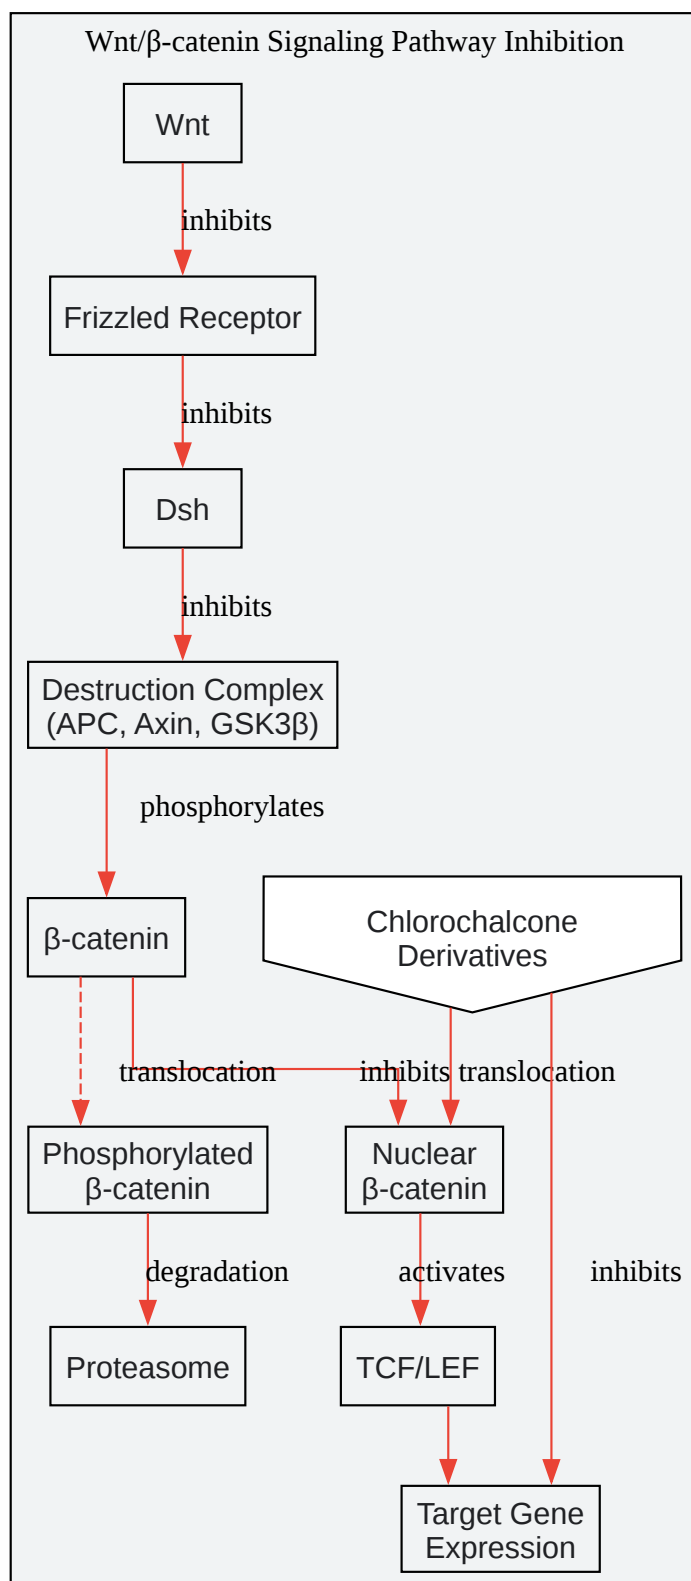 Wnt/β-catenin Signaling Pathway Inhibition
Wnt
inhibits
Frizzled Receptor
inhibits
Dsh
inhibits
Destruction Complex
(APC, Axin, GSK3β)
phosphorylates
β-catenin
Chlorochalcone
Derivatives
translocation
inhibits translocation
Phosphorylated
β-catenin
Nuclear
β-catenin
degradation
activates
inhibits
Proteasome
TCF/LEF
Target Gene
Expression